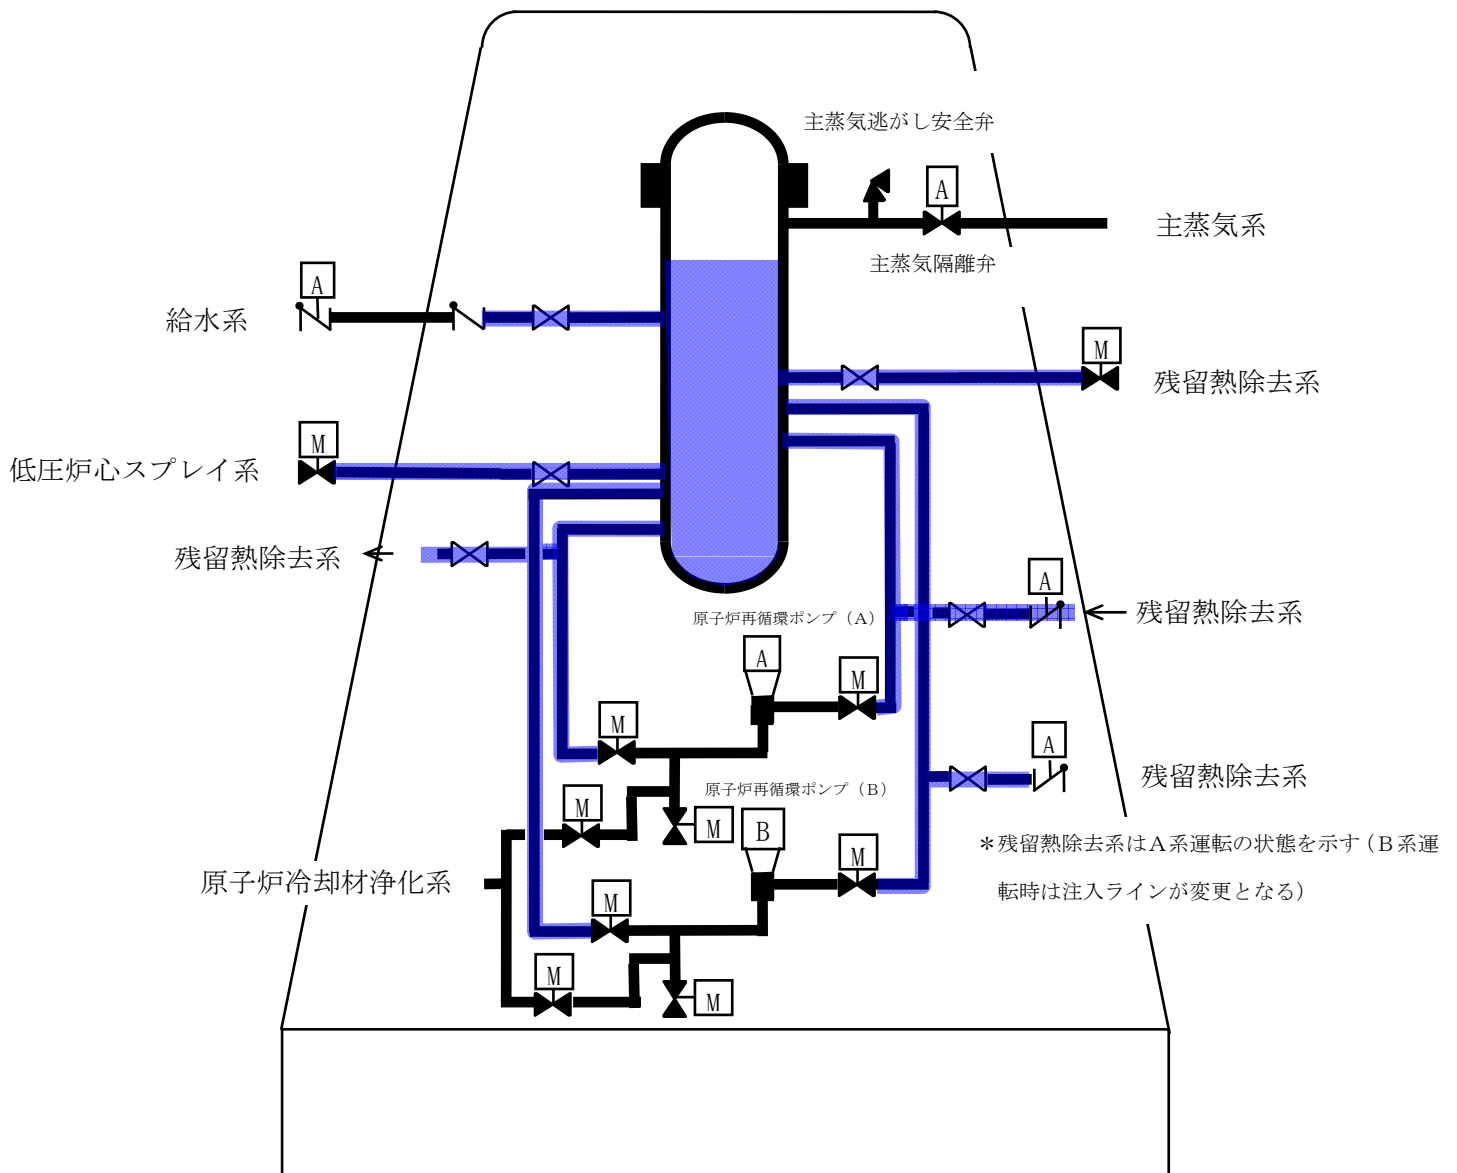 主蒸気逃がし安全弁
A
主蒸気系
主蒸気隔離弁
A
給水系
M
残留熱除去系
M
低圧炉心スプレイ系
残留熱除去系
A
残留熱除去系
原子炉再循環ポンプ（Ａ）
A
M
M
A
残留熱除去系
原子炉再循環ポンプ（Ｂ）
M
M
B
M
＊残留熱除去系はＡ系運転の状態を示す（Ｂ系運
転時は注入ラインが変更となる）
原子炉冷却材浄化系
M
M
M